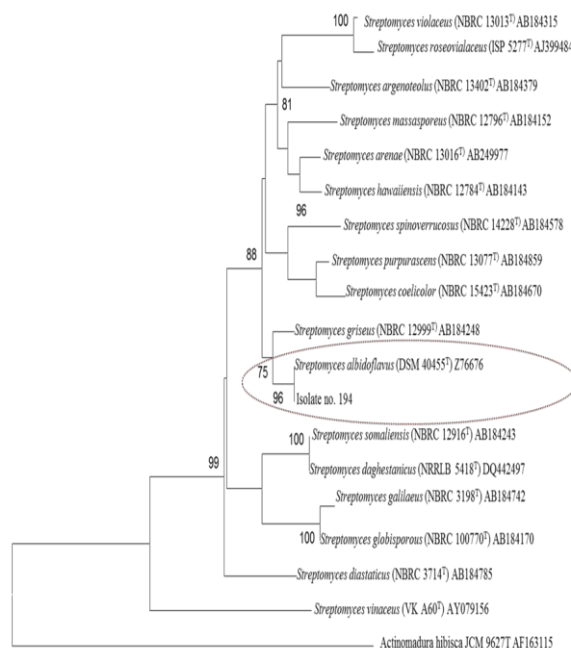 100
Streptomyces violaceus (NBRC 13013ᵀ) AB184315
Streptomyces roseovialaceus (ISP 5277ᵀ) AJ399484
Streptomyces argenoteolus (NBRC 13402ᵀ) AB184379
81
Streptomyces massasporeus (NBRC 12796ᵀ) AB184152
Streptomyces arenae (NBRC 13016ᵀ) AB249977
Streptomyces hawaiiensis (NBRC 12784ᵀ) AB184143
96
Streptomyces spinoverrucosus (NBRC 14228ᵀ) AB184578
88
Streptomyces purpurascens (NBRC 13077ᵀ) AB184859
Streptomyces coelicolor (NBRC 15423ᵀ) AB184670
Streptomyces griseus (NBRC 12999ᵀ) AB184248
75
Streptomyces albidoflavus (DSM 40455ᵀ) Z76676
96
Isolate no. 194
100
Streptomyces somaliensis (NBRC 12916ᵀ) AB184243
99
Streptomyces daghestanicus (NRRLB 5418ᵀ) DQ442497
Streptomyces galilaeus (NBRC 3198ᵀ) AB184742
100
Streptomyces globisporous (NBRC 100770ᵀ) AB184170
Streptomyces diastaticus (NBRC 3714ᵀ) AB184785
Streptomyces vinaceus (VK A60ᵀ) AY079156
Actinomadura hibisca JCM 9627T AF163115